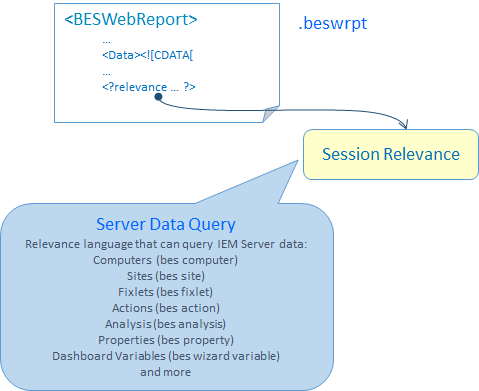 <BESWebReport>
.beswrpt
...
<Data><![CDATA[
...
<?relevance ... ?>
Session Relevance
Server Data Query
Relevance language that can query IEM Server data:
Computers (bes computer)
Sites (bes site)
Fixlets (bes fixlet)
Actions (bes action)
Analysis (bes analysis)
Properties (bes property)
Dashboard Variables (bes wizard variable)
and more